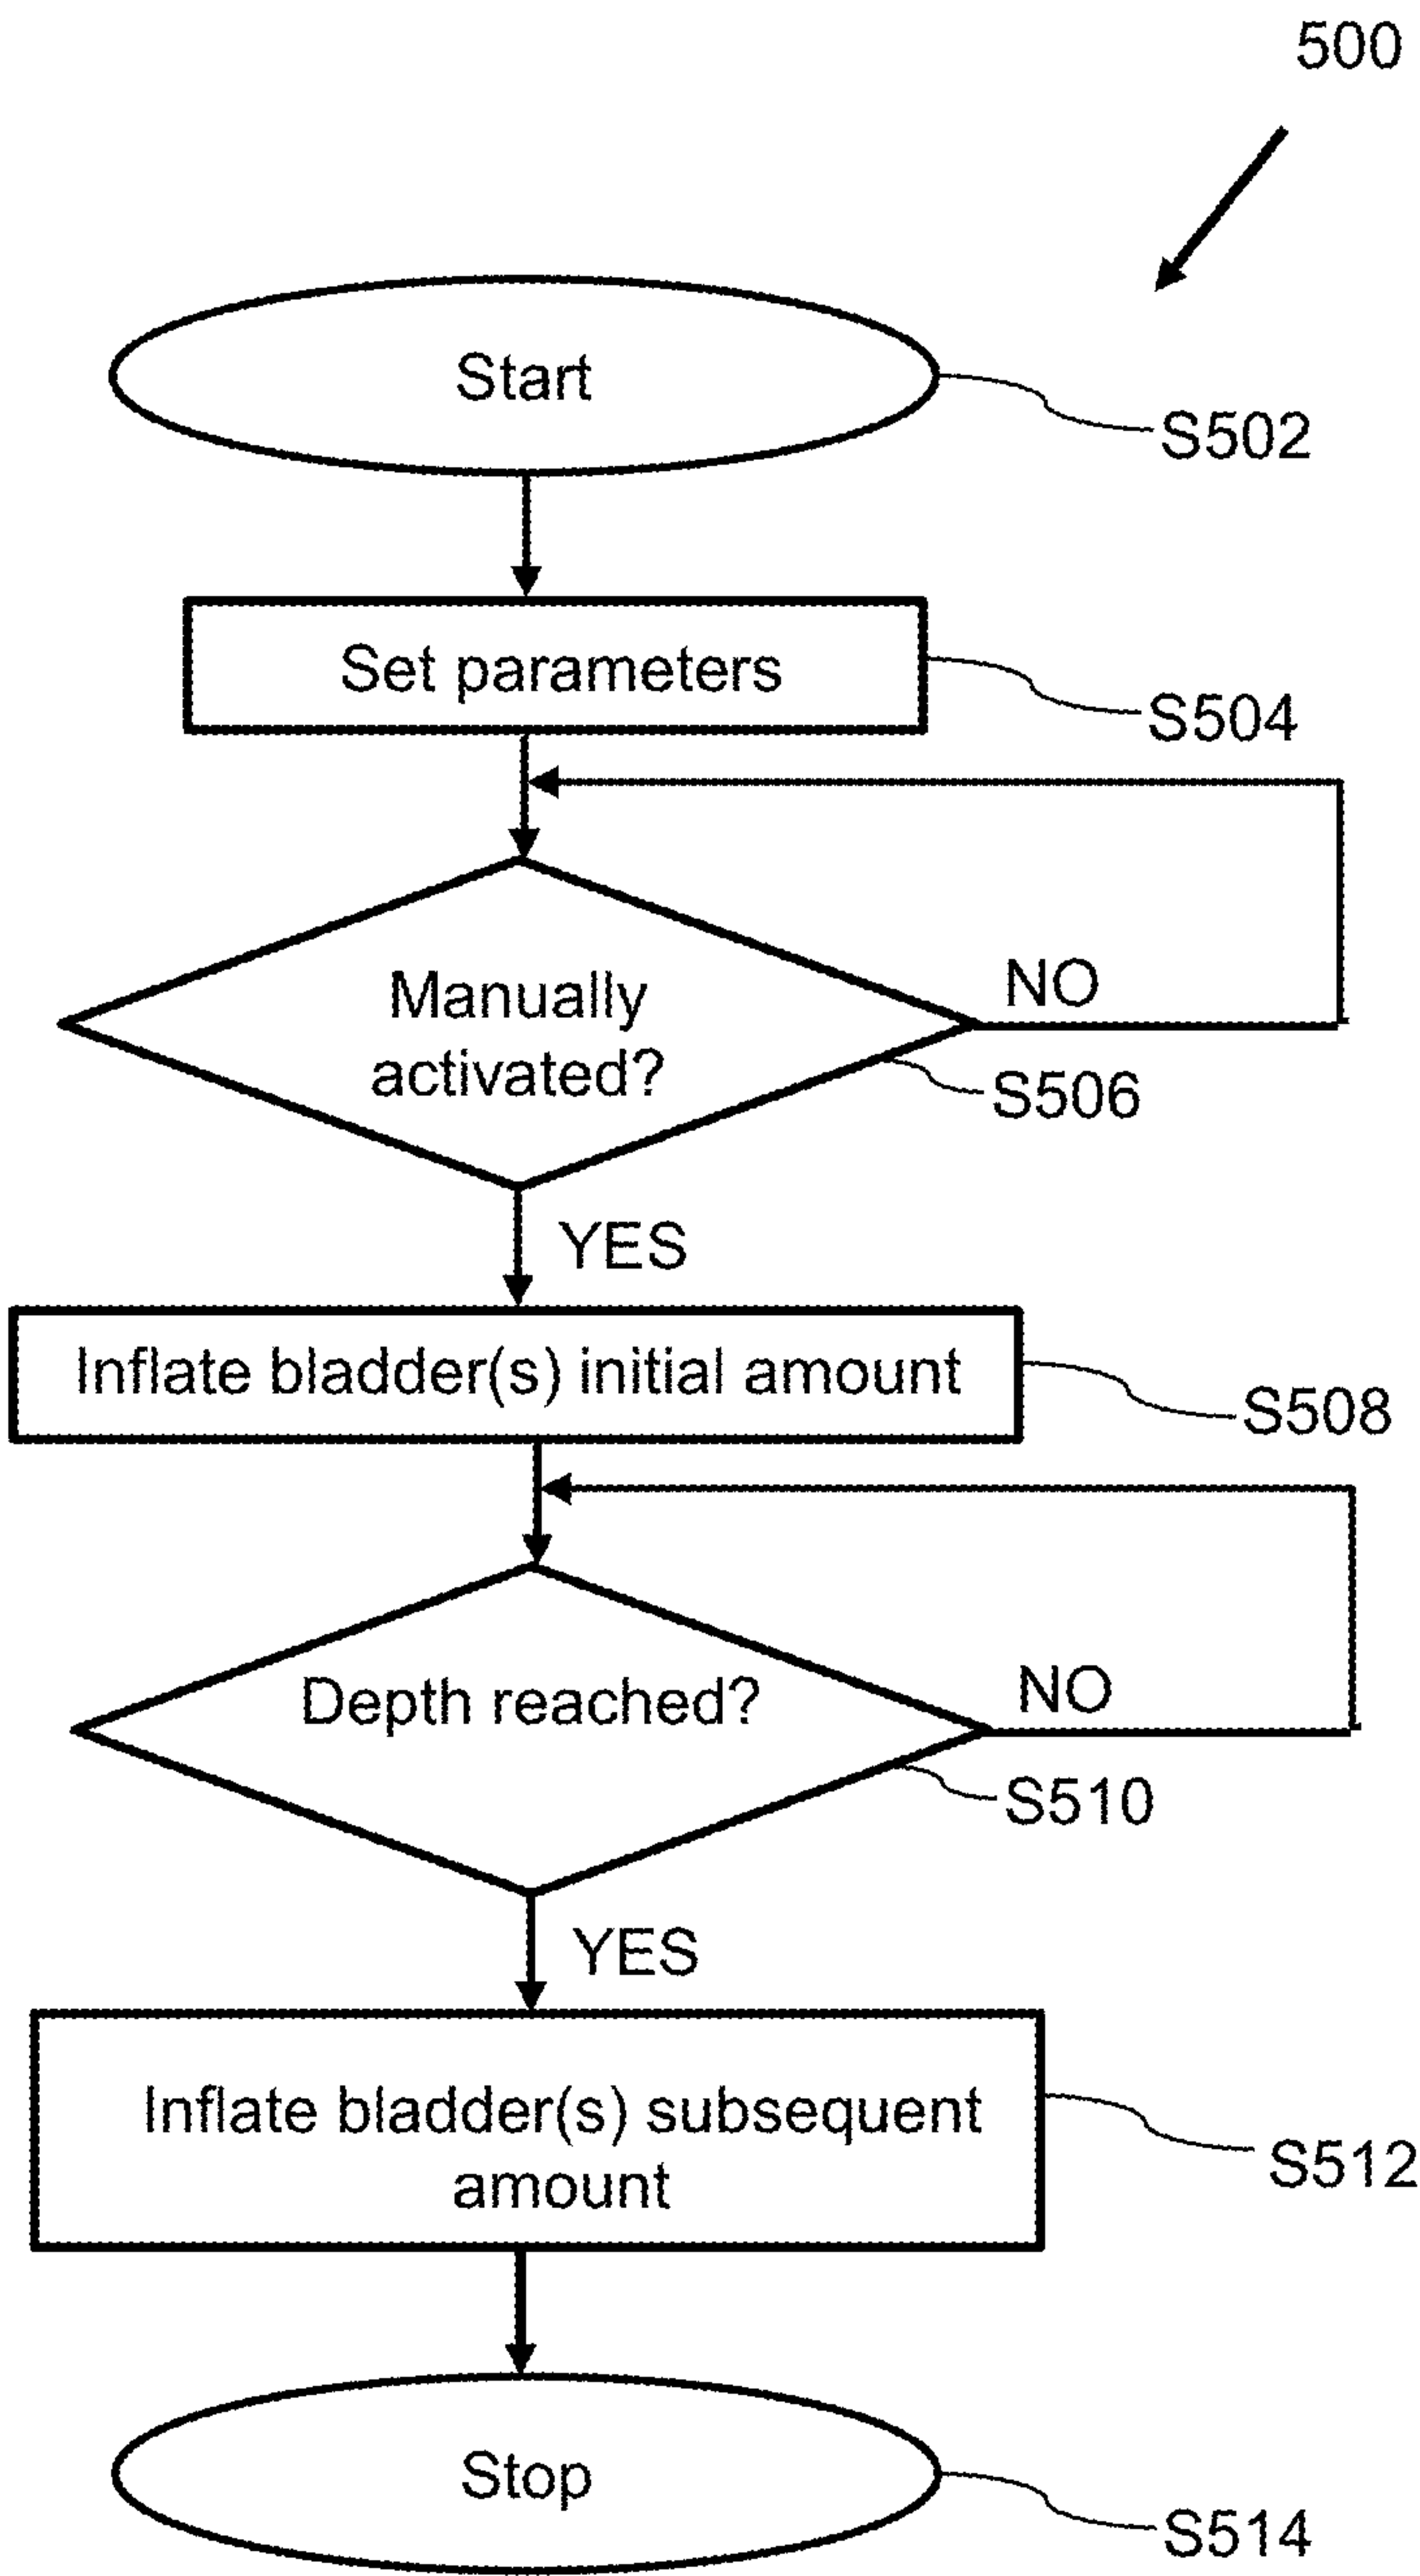 500
Start
S502
Set parameters
S504
Manually
activated?
NO
S506
YES
Inflate bladder(s) initial amount
S508
Depth reached?
NO
S510
YES
Inflate bladder(s) subsequent
amount
S512
Stop
S514